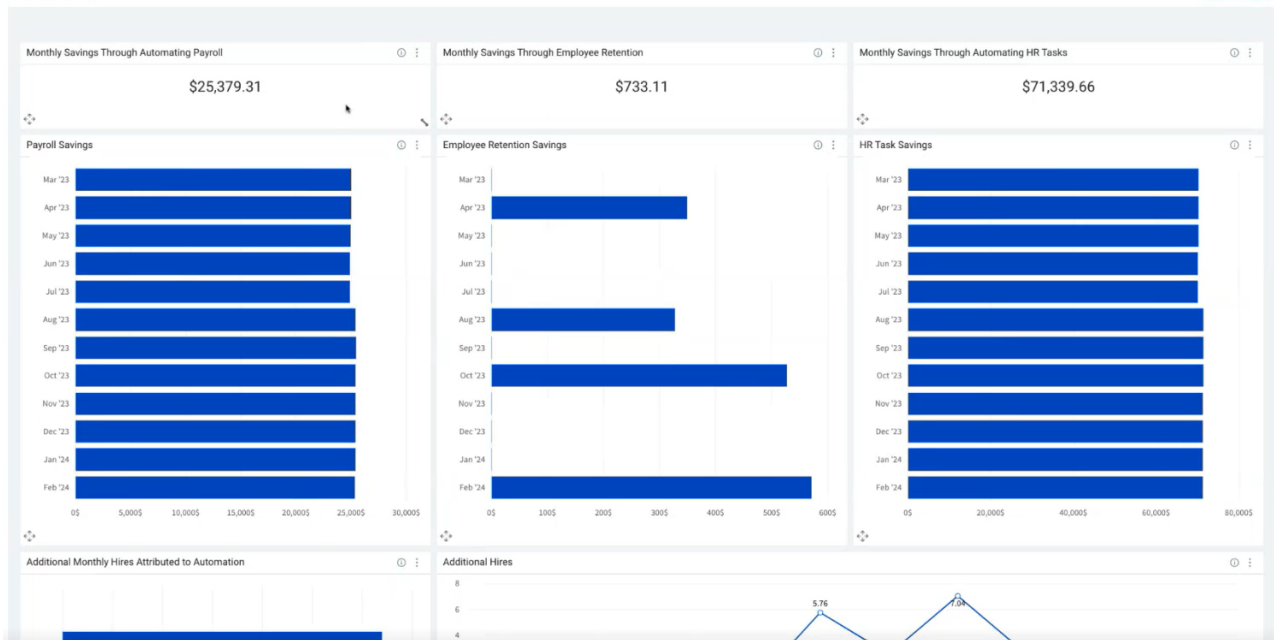 Monthly Savings Through Automating Payroll
$25,379.31
Monthly Savings Through Employee Retention
$733.11
Monthly Savings Through Automating HR Tasks
$71,339.66
Payroll Savings
Mar '23
Apr '23
May '23
Jun '23
Jul '23
Aug '23
Sep '23
Oct '23
Nov '23
Dec '23
Jan '24
Feb '24
0$ 5,000$ 10,000$ 15,000$ 20,000$ 25,000$ 30,000$
Employee Retention Savings
Mar '23
Apr '23
May '23
Jun '23
Jul '23
Aug '23
Sep '23
Oct '23
Nov '23
Dec '23
Jan '24
Feb '24
0$ 100$ 200$ 300$ 400$ 500$ 600$
HR Task Savings
Mar '23
Apr '23
May '23
Jun '23
Jul '23
Aug '23
Sep '23
Oct '23
Nov '23
Dec '23
Jan '24
Feb '24
0$ 20,000$ 40,000$ 60,000$ 80,000$
Additional Monthly Hires Attributed to Automation
Additional Hires
8
6
4
5.76
7.04